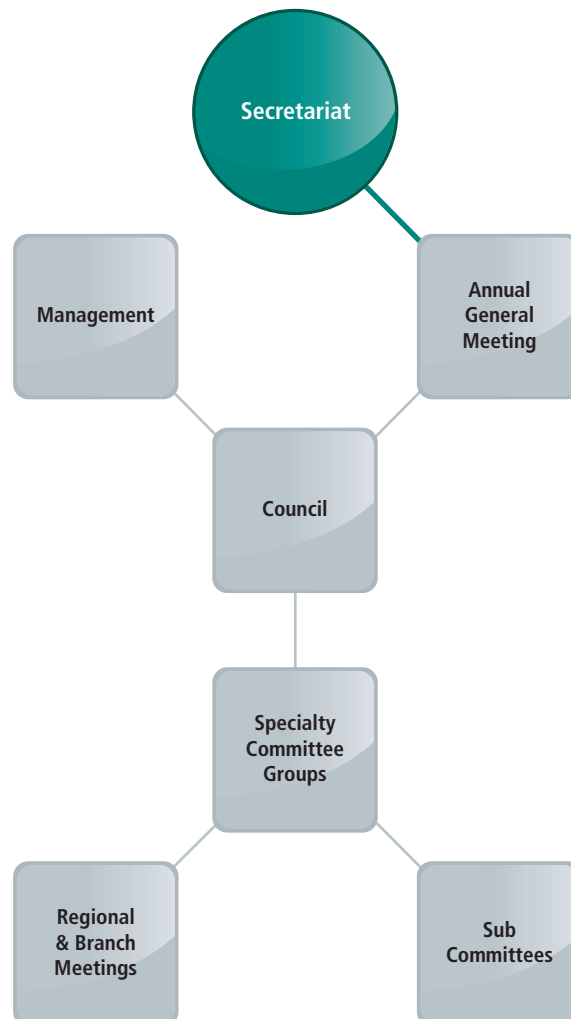 Secretariat
Management
Annual
General
Meeting
Council
Specialty
Committee
Groups
Regional
& Branch
Meetings
Sub
Committees